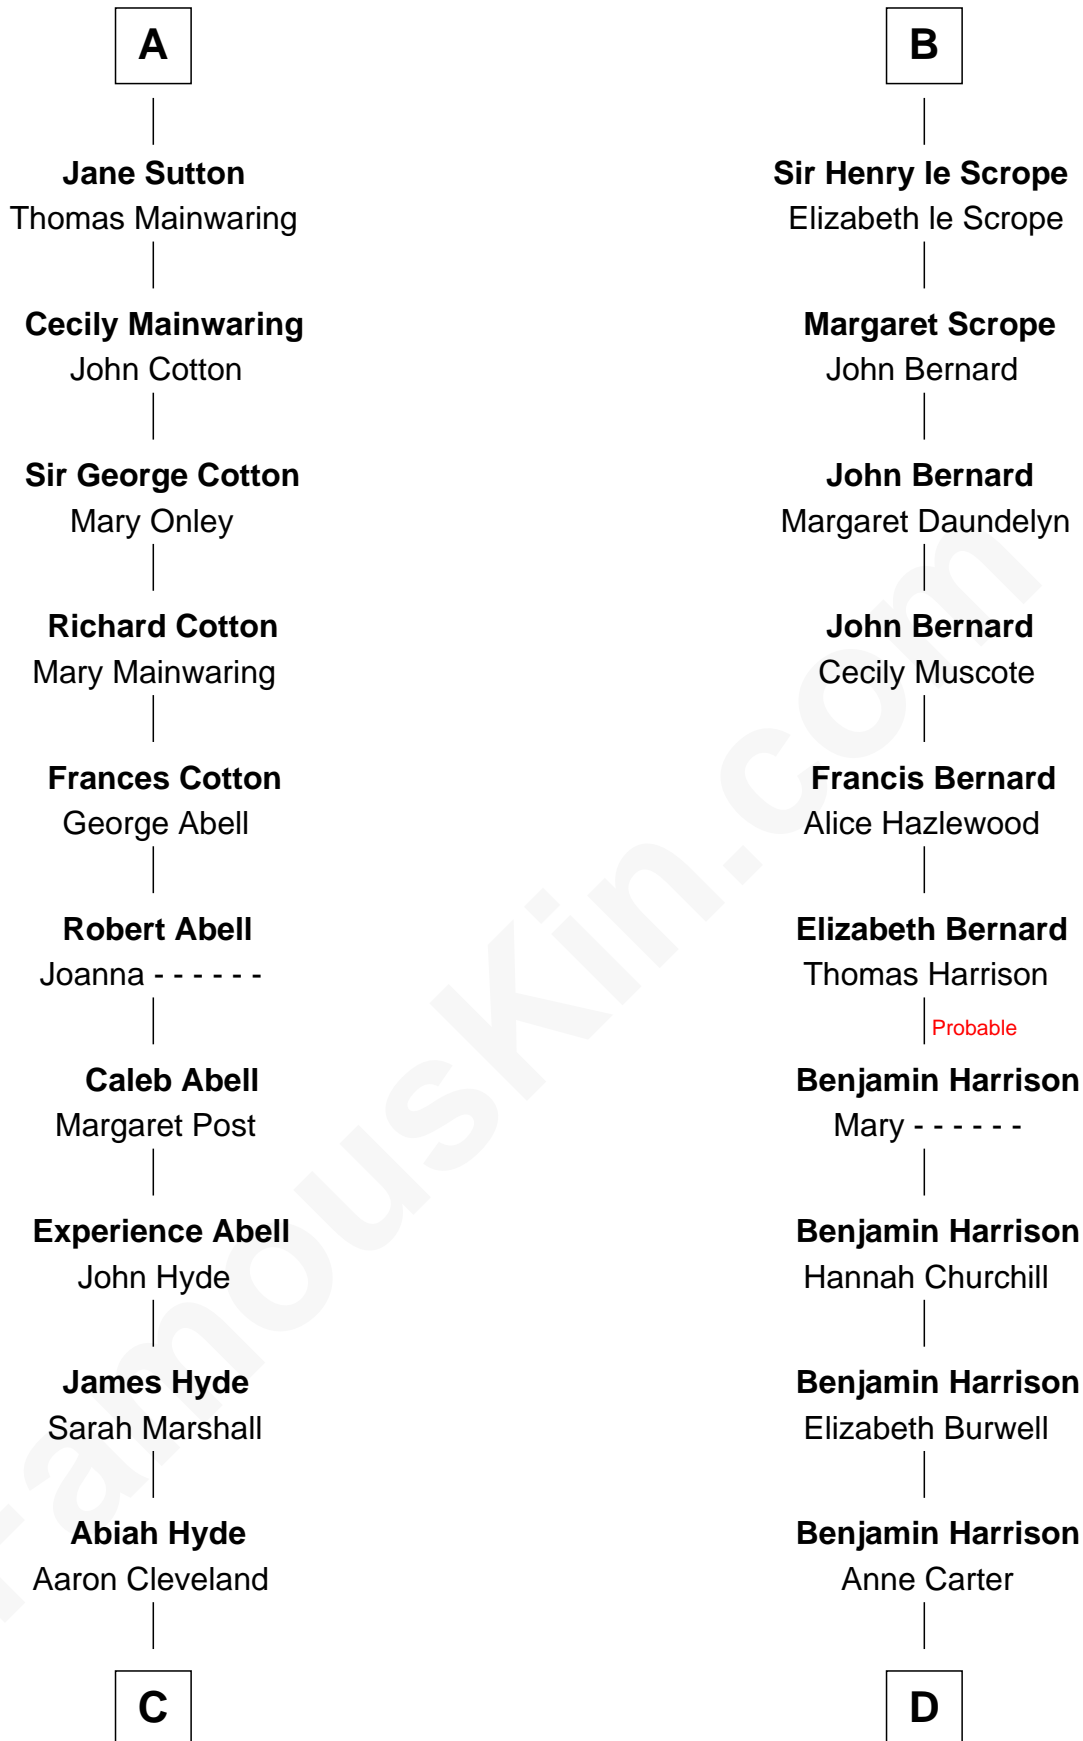 A
Jane Sutton
Thomas Mainwaring
Cecily Mainwaring
John Cotton
Sir George Cotton
Mary Onley
Richard Cotton
Mary Mainwaring
Frances Cotton
George Abell
Robert Abell
Joanna - - - - - -
Caleb Abell
Margaret Post
Experience Abell
John Hyde
James Hyde
Sarah Marshall
Abiah Hyde
Aaron Cleveland
C
B
Sir Henry le Scrope
Elizabeth le Scrope
Margaret Scrope
John Bernard
John Bernard
Margaret Daundelyn
John Bernard
Cecily Muscote
Francis Bernard
Alice Hazlewood
Elizabeth Bernard
Thomas Harrison
Probable
Benjamin Harrison
Mary - - - - - -
Benjamin Harrison
Hannah Churchill
Benjamin Harrison
Elizabeth Burwell
Benjamin Harrison
Anne Carter
D
FamousKin.com